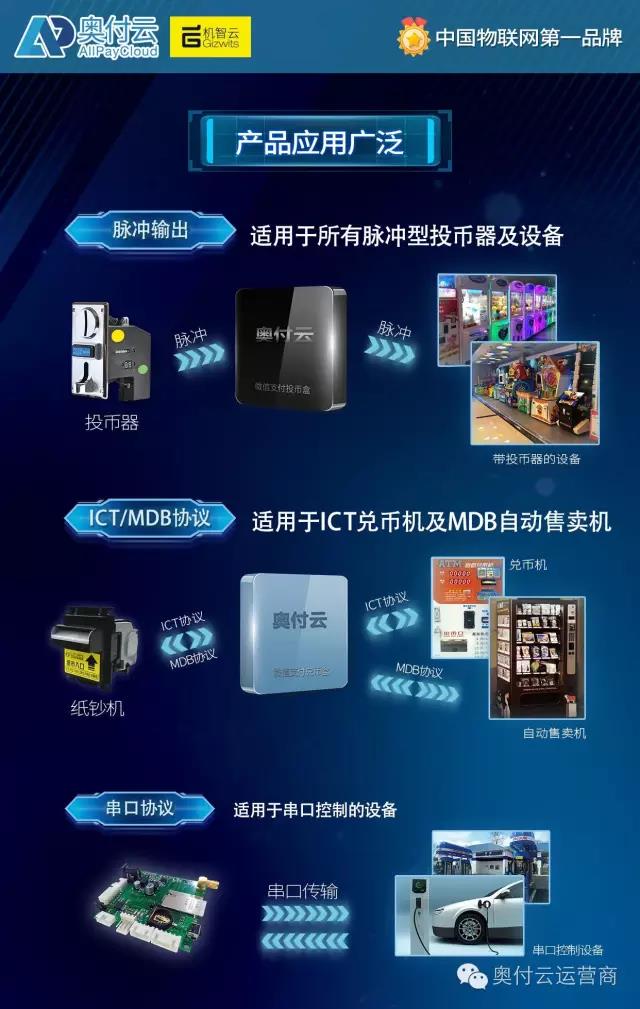 奥付云
AllPayCloud
机智云
Gizwits
中国物联网第一品牌
产品应用广泛
脉冲输出
适用于所有脉冲型投币器及设备
脉冲
奥付云
微信支付投币盒
脉冲
投币器
带投币器的设备
ICT/MDB协议
适用于ICT兑币机及MDB自动售卖机
ATM
兑币机
ICT协议
MDB协议
奥付云
微信支付兑币盒
ICT协议
MDB协议
纸钞机
自动售卖机
串口协议
适用于串口控制的设备
串口传输
串口控制设备
奥付云运营商